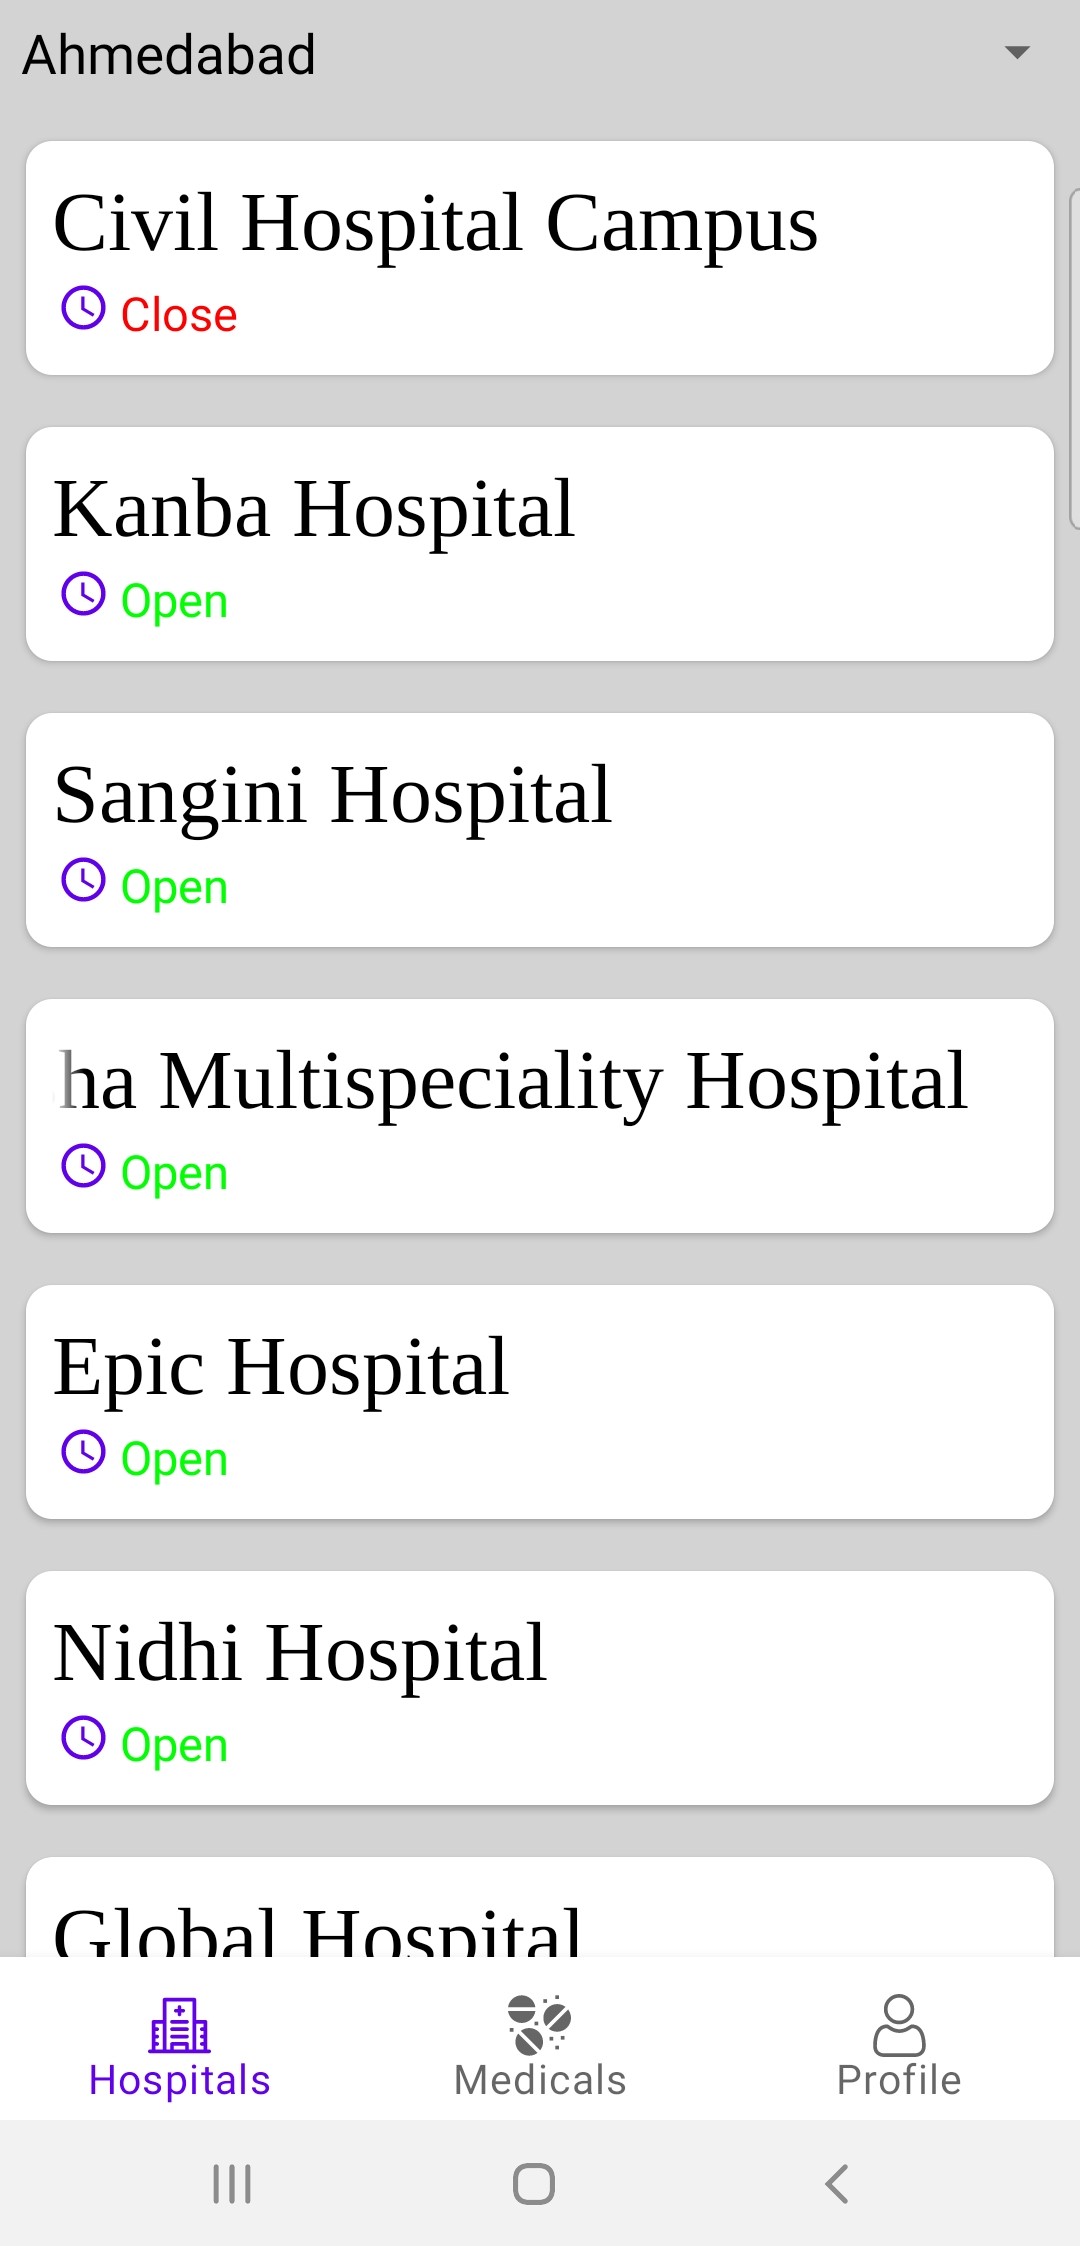 Ahmedabad
Civil Hospital Campus
Close
Kanba Hospital
Open
Sangini Hospital
Open
ha Multispeciality Hospital
Open
Epic Hospital
Open
Nidhi Hospital
Open
Global Hospital
Hospitals
Medicals
Profile